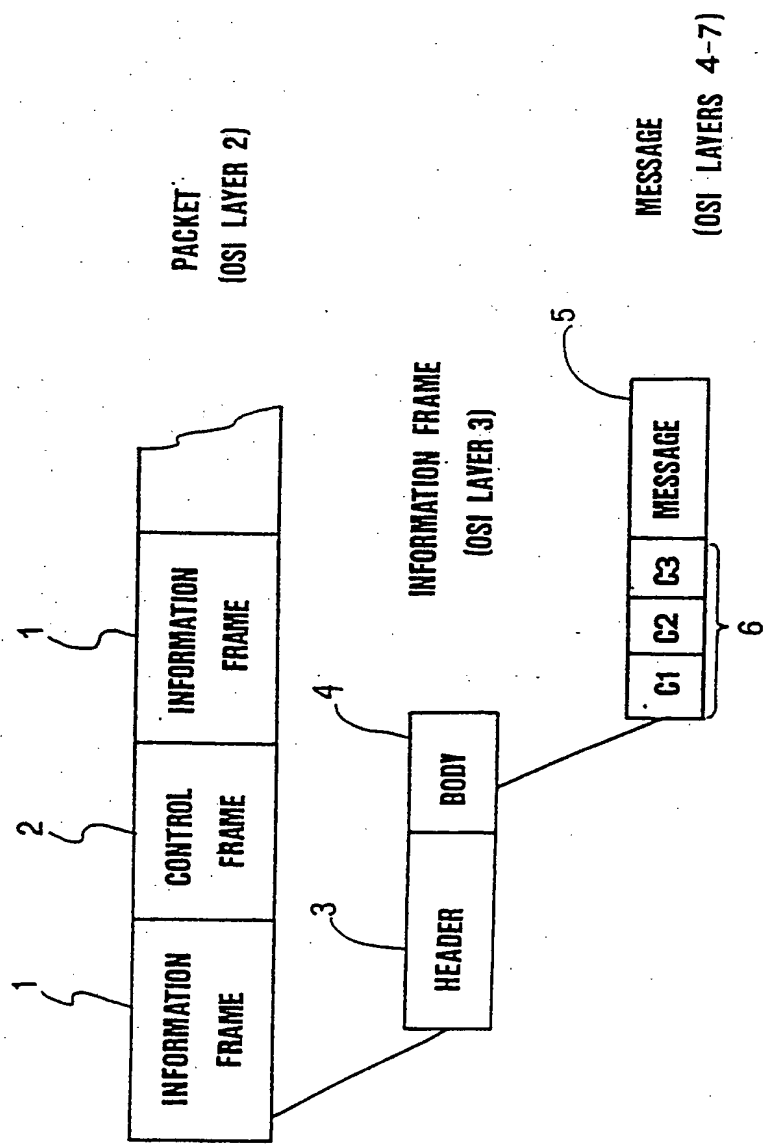 1
2
1
INFORMATION
FRAME
CONTROL
FRAME
INFORMATION
FRAME
PACKET
(OSI LAYER 2)
3
4
HEADER
BODY
INFORMATION FRAME
(OSI LAYER 3)
5
C1
C2
C3
MESSAGE
6
MESSAGE
(OSI LAYERS 4-7)